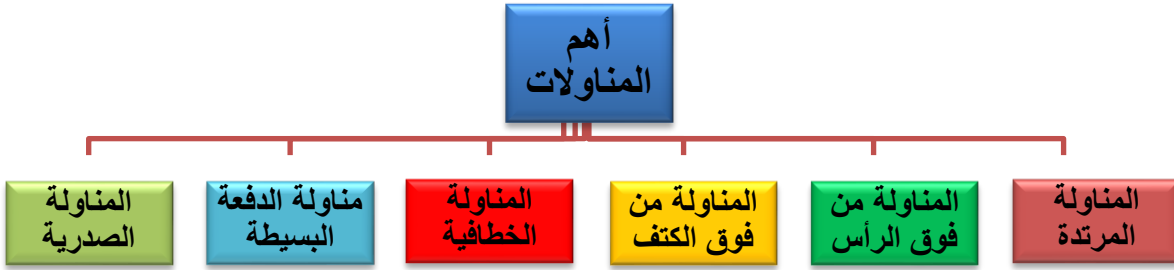 أهم
المناولات
المناولة
المرتدة
المناولة من
فوق الرأس
المناولة من
فوق الكتف
المناولة
الخطافية
مناولة الدفعة
البسيطة
المناولة
الصدرية